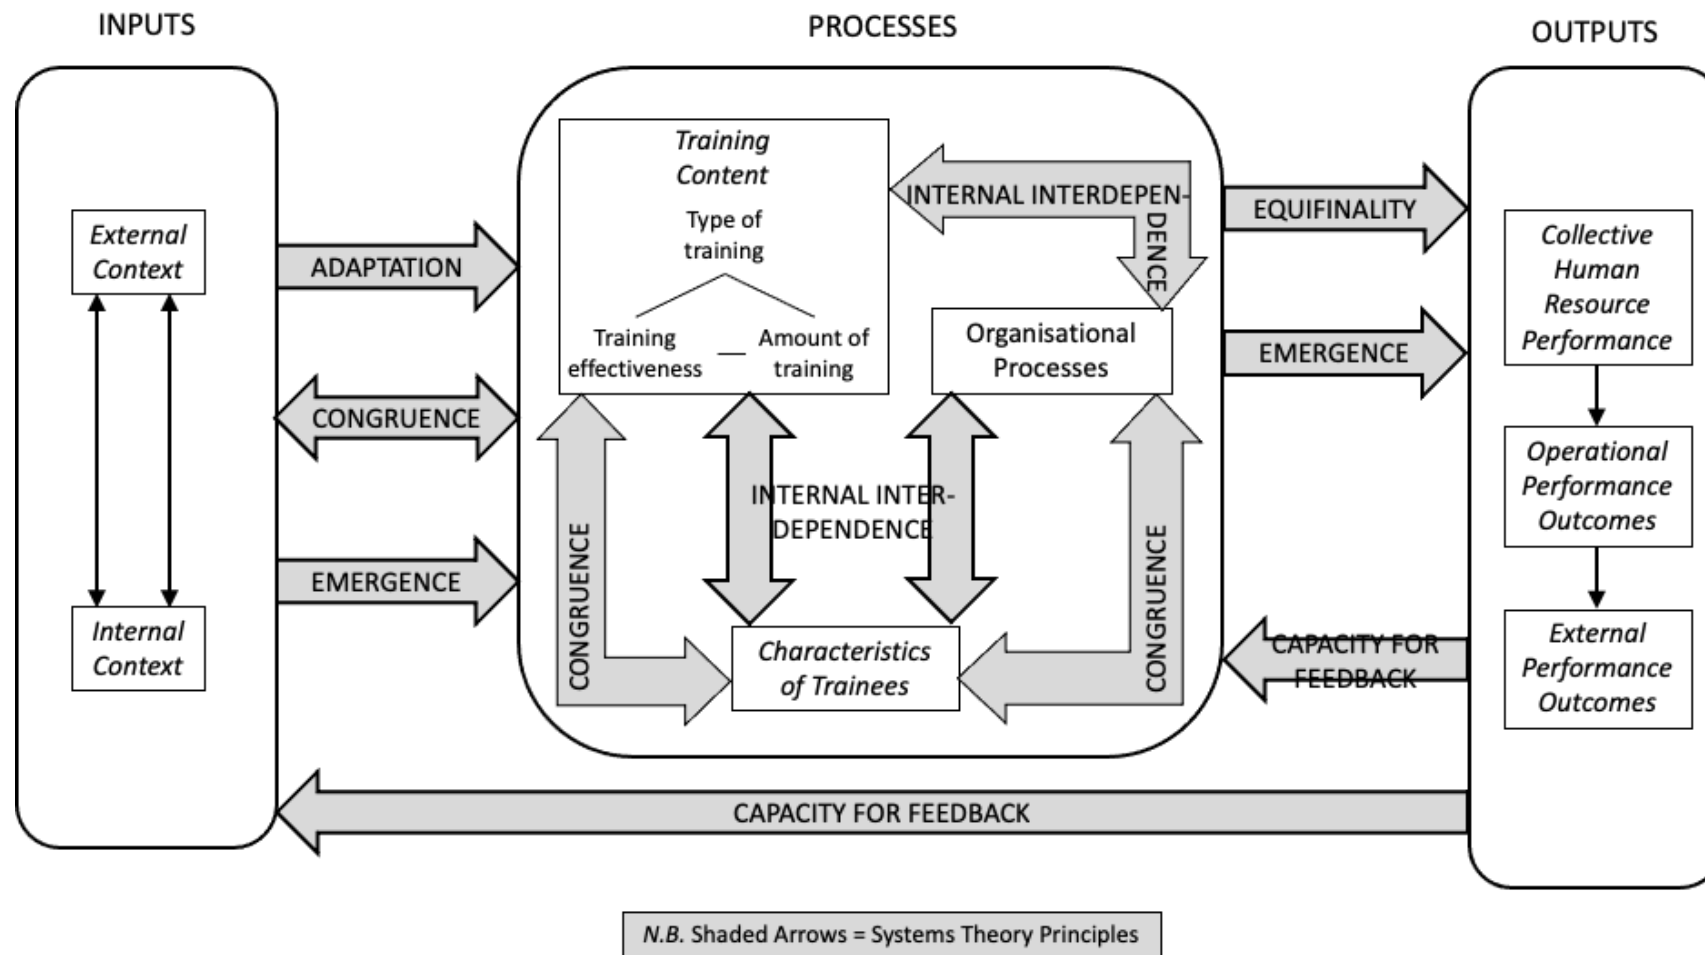 INPUTS
PROCESSES
OUTPUTS
External
Context
Internal
Context
ADAPTATION
CONGRUENCE
EMERGENCE
Training
Content
Type of
training
Training
effectiveness
Amount of
training
INTERNAL INTERDEPEN-
DENCE
Organisational
Processes
INTERNAL INTER-
DEPENDENCE
CONGRUENCE
CONGRUENCE
Characteristics
of Trainees
EQUIFINALITY
EMERGENCE
CAPACITY FOR
FEEDBACK
Collective
Human
Resource
Performance
Operational
Performance
Outcomes
External
Performance
Outcomes
CAPACITY FOR FEEDBACK
N.B. Shaded Arrows = Systems Theory Principles